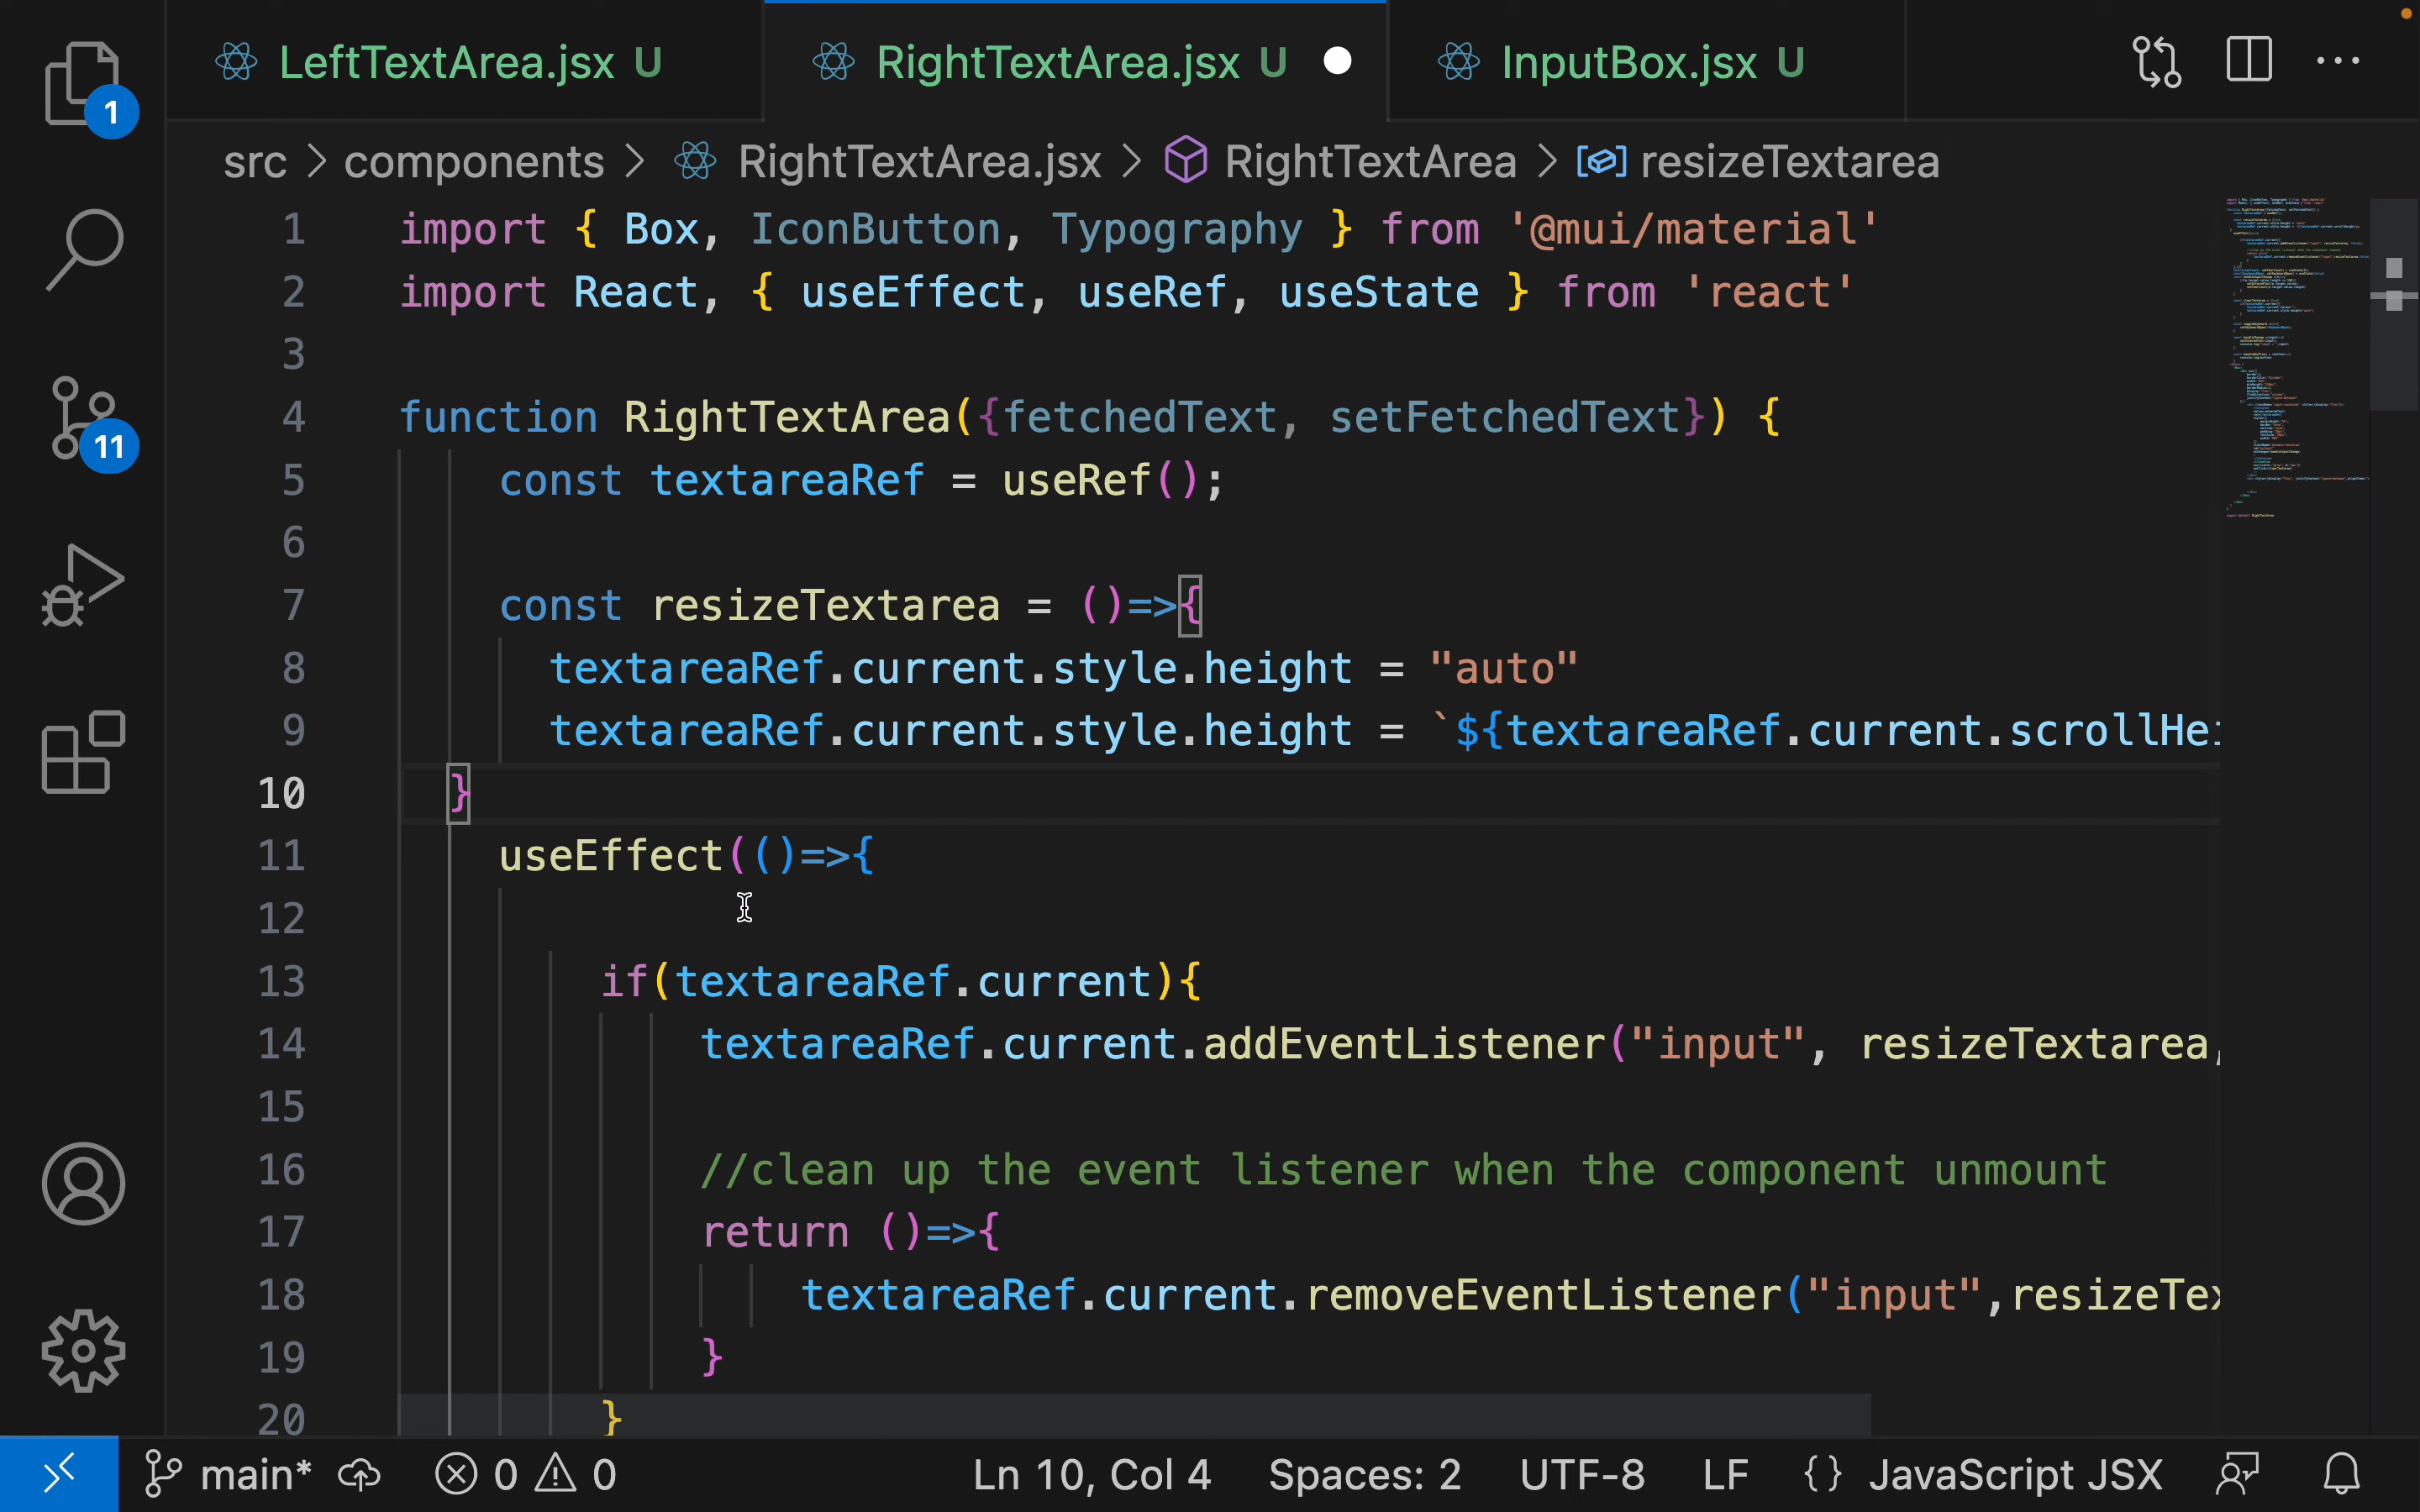 LeftTextArea.jsx U RightTextArea.jsx U InputBox.jsx U
1
11
src > components > RightTextArea.jsx > RightTextArea > resizeTextarea
1 import { Box, IconButton, Typography } from '@mui/material'
2 import React, { useEffect, useRef, useState } from 'react'
3
4 function RightTextArea({fetchedText, setFetchedText}) {
5 const textareaRef = useRef();
6
7 const resizeTextarea = ()=>{
8 textareaRef.current.style.height = "auto"
9 textareaRef.current.style.height = `${textareaRef.current.scrollHei
10 }
11 useEffect(()=>{
12
13 if(textareaRef.current){
14 textareaRef.current.addEventListener("input", resizeTextarea,
15
16 //clean up the event listener when the component unmount
17 return ()=>{
18 textareaRef.current.removeEventListener("input",resizeTex
19 }
20 }
main* 0 0 Ln 10, Col 4 Spaces: 2 UTF-8 LF {} JavaScript JSX